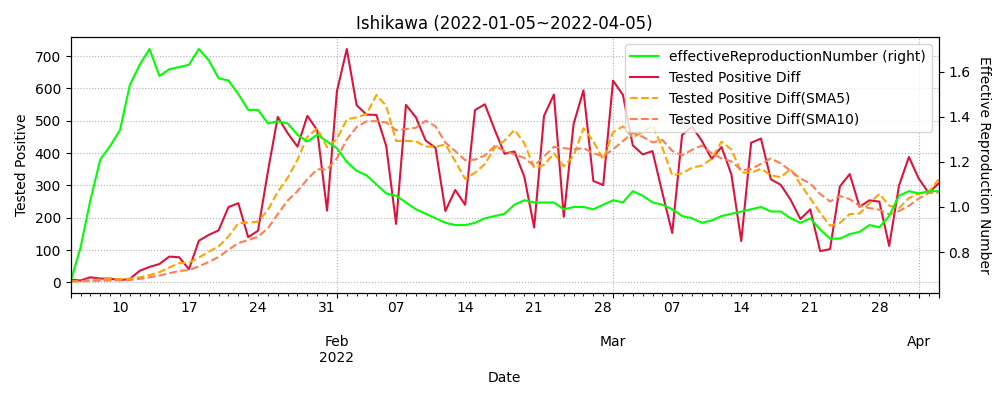 Ishikawa (2022-01-05~2022-04-05)
effectiveReproductionNumber (right)
Tested Positive Diff
Tested Positive Diff(SMA5)
Tested Positive Diff(SMA10)
Tested Positive
700
600
500
400
300
200
100
0
1.6
1.4
1.2
1.0
0.8
Effective Reproduction Number
10 17 24 31 07 14 21 28 07 14 21 28
Feb Mar Apr
2022
Date